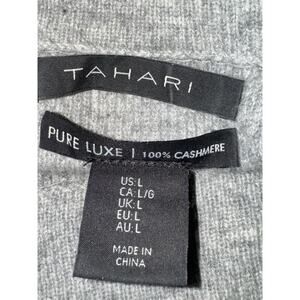 TAHARI
PURE LUXE | 100% CASHMERE
US:L
CA:L/G
UK:L
EU:L
AU:L
MADE IN
CHINA